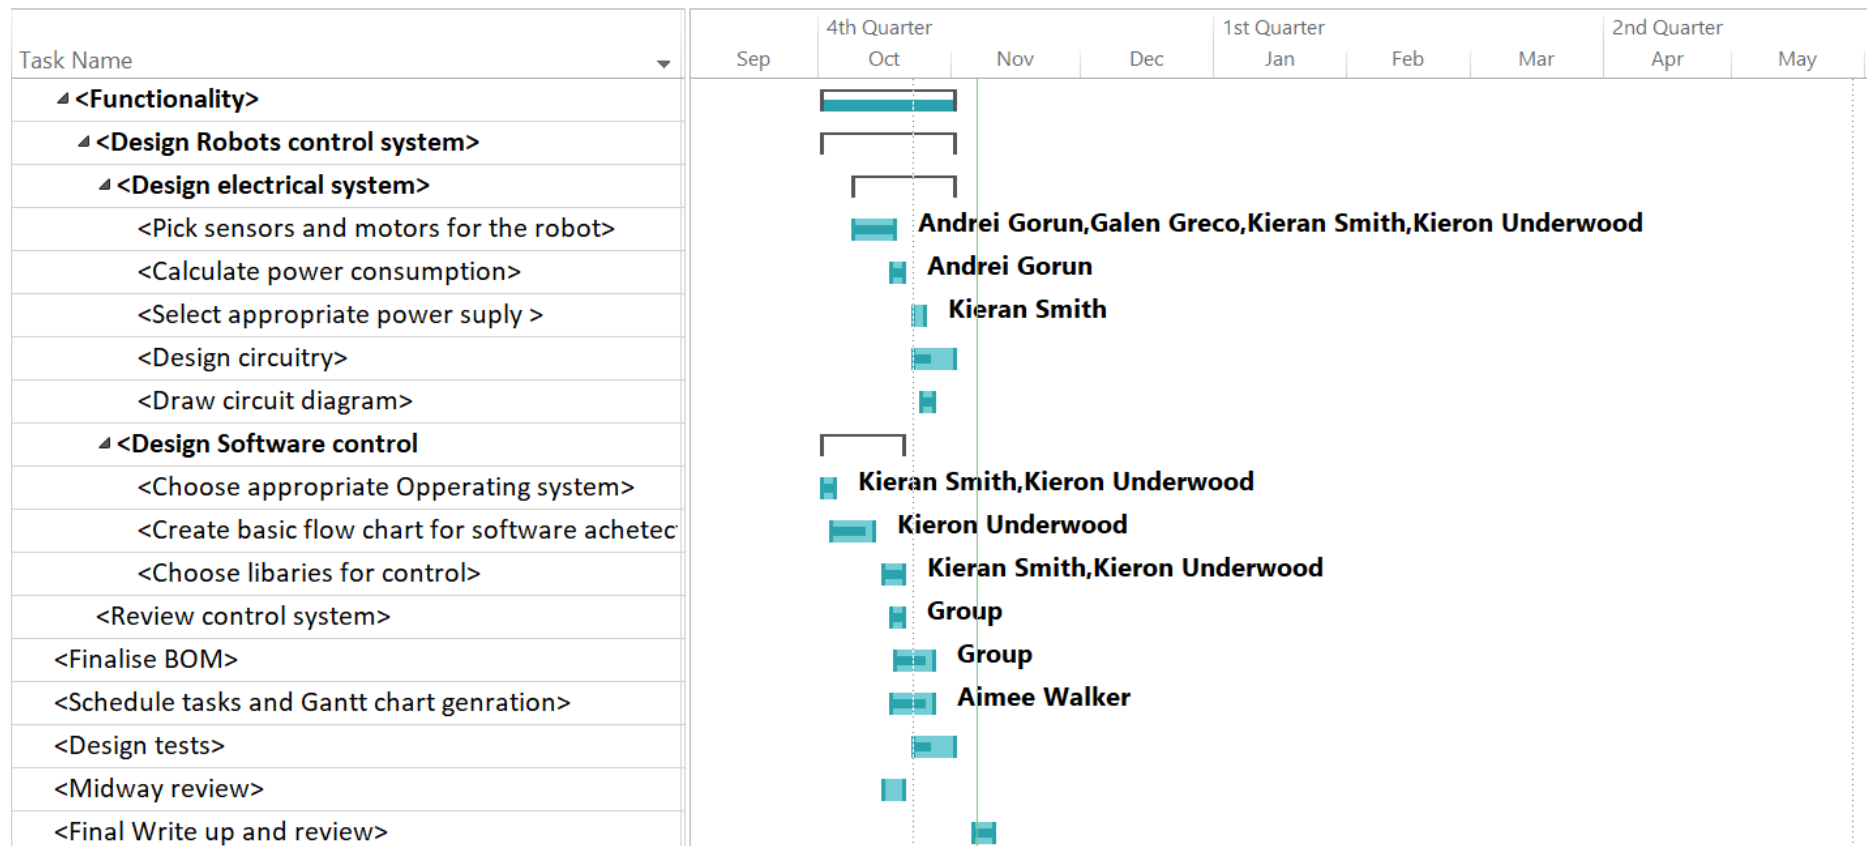 4th Quarter 1st Quarter 2nd Quarter
Task Name Sep Oct Nov Dec Jan Feb Mar Apr May
<Functionality>
<Design Robots control system>
<Design electrical system>
<Pick sensors and motors for the robot> Andrei Gorun,Galen Greco,Kieran Smith,Kieron Underwood
<Calculate power consumption> Andrei Gorun
<Select appropriate power suply > Kieran Smith
<Design circuitry>
<Draw circuit diagram>
<Design Software control
<Choose appropriate Opperating system> Kieran Smith,Kieron Underwood
<Create basic flow chart for software achetec Kieron Underwood
<Choose libaries for control> Kieran Smith,Kieron Underwood
<Review control system> Group
<Finalise BOM> Group
<Schedule tasks and Gantt chart genration> Aimee Walker
<Design tests>
<Midway review>
<Final Write up and review>